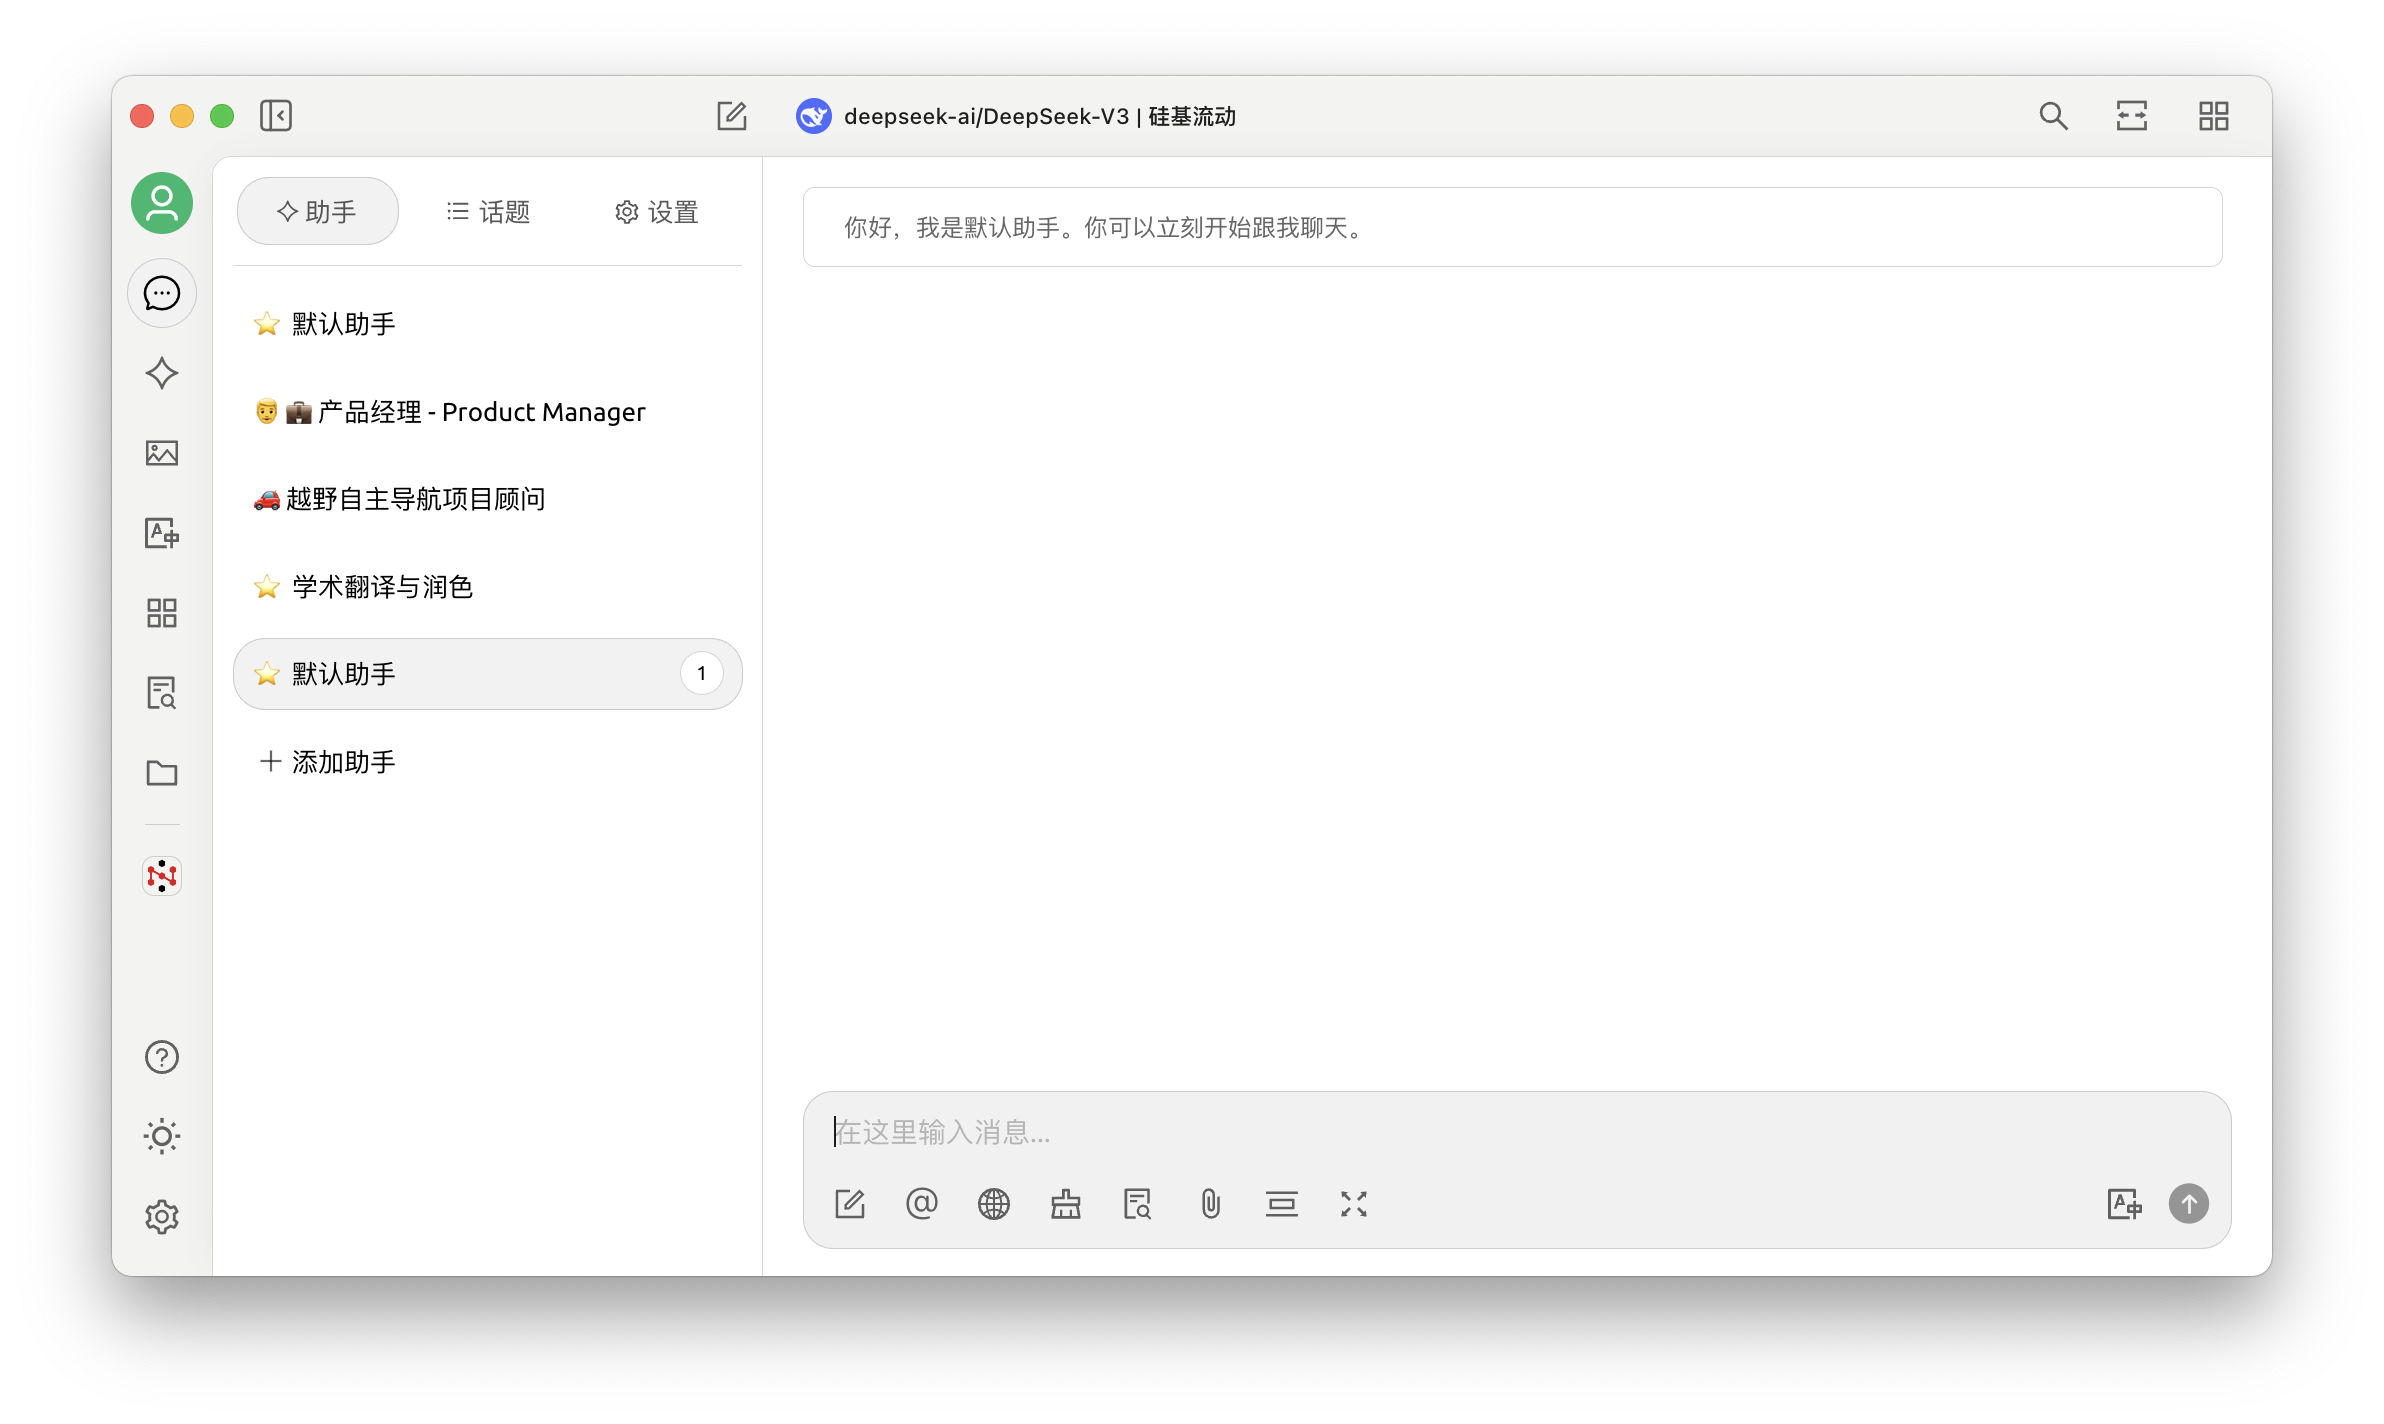 deepseek-ai/DeepSeek-V3 | 硅基流动
助手
话题
设置
默认助手
产品经理 - Product Manager
越野自主导航项目顾问
学术翻译与润色
默认助手
1
添加助手
你好，我是默认助手。你可以立刻开始跟我聊天。
在这里输入消息...